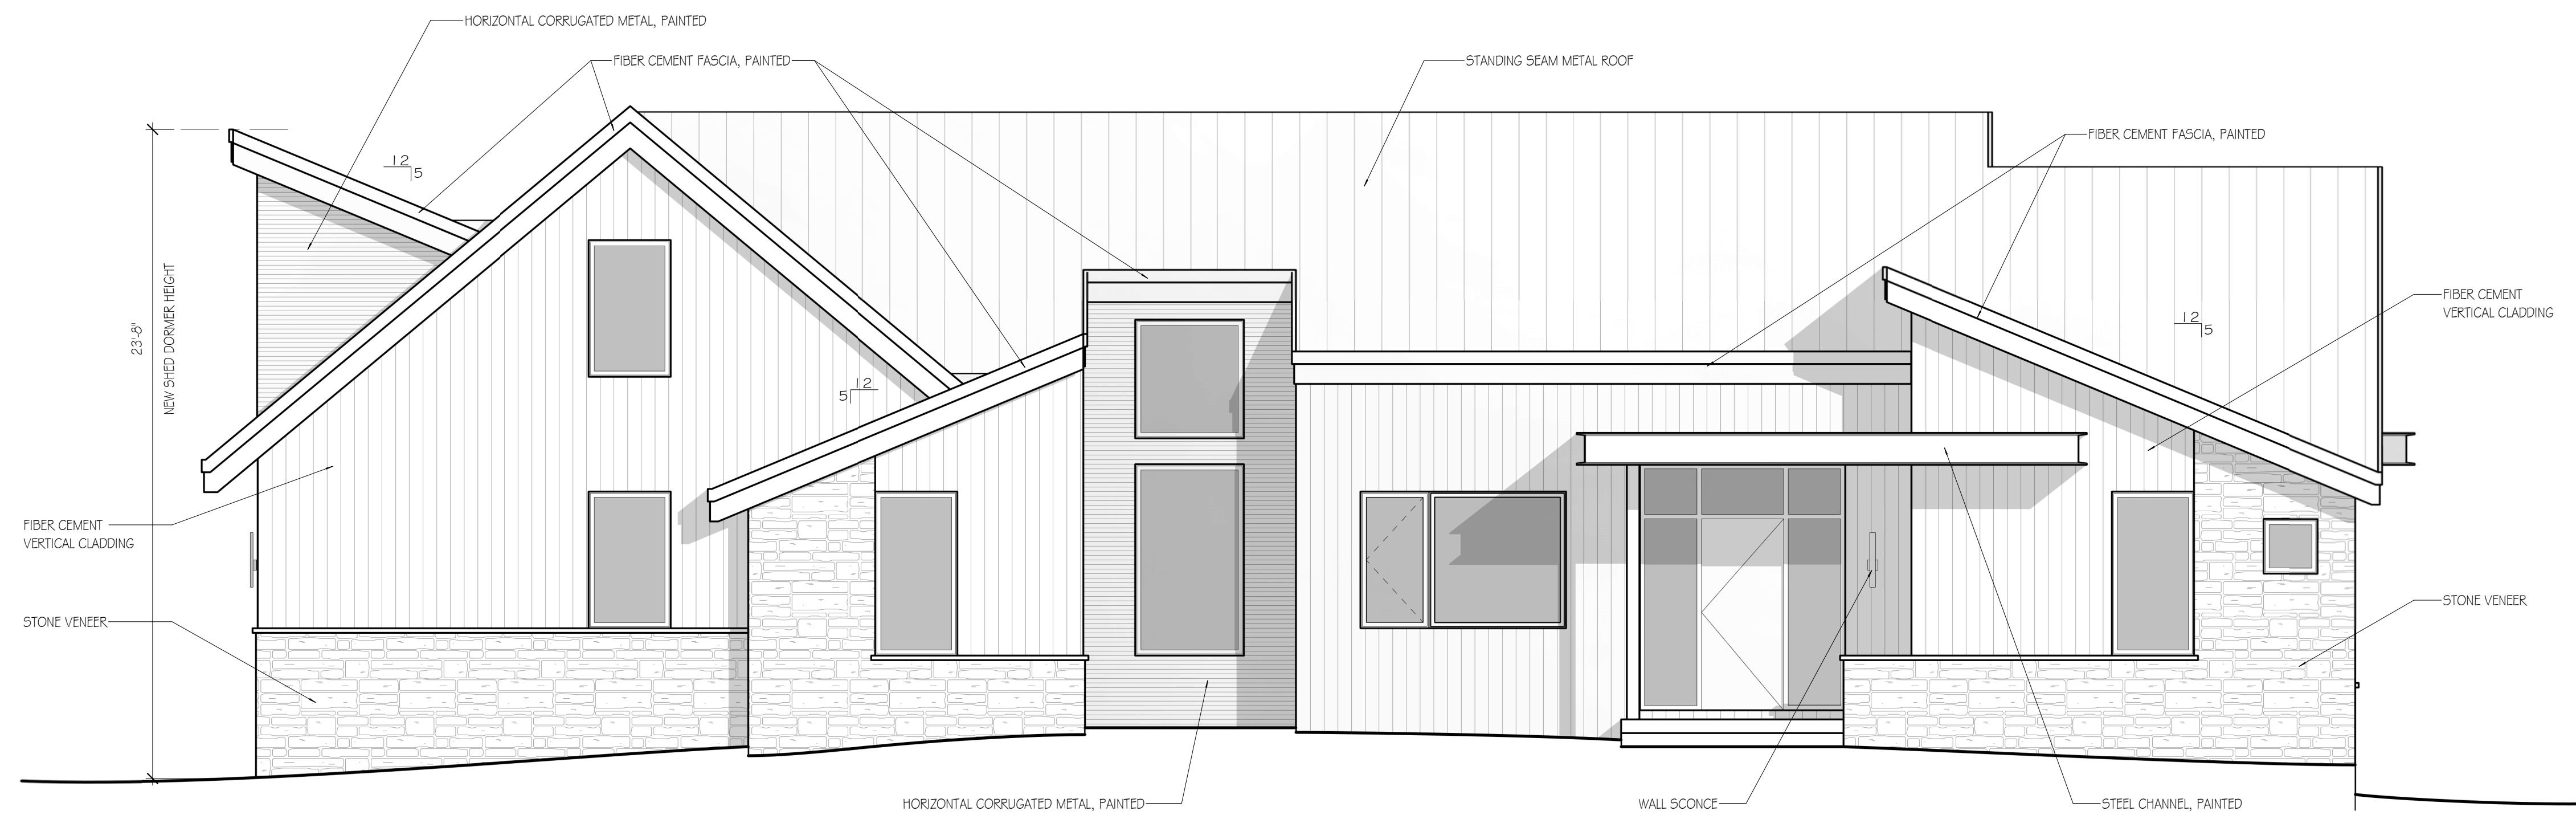 HORIZONTAL CORRUGATED METAL, PAINTED
FIBER CEMENT FASCIA, PAINTED
STANDING SEAM METAL ROOF
FIBER CEMENT FASCIA, PAINTED
12
5
23'-8"
NEW SHED DORMER HEIGHT
FIBER CEMENT
VERTICAL CLADDING
12
5
12
5
FIBER CEMENT
VERTICAL CLADDING
STONE VENEER
STONE VENEER
HORIZONTAL CORRUGATED METAL, PAINTED
WALL SCONCE
STEEL CHANNEL, PAINTED